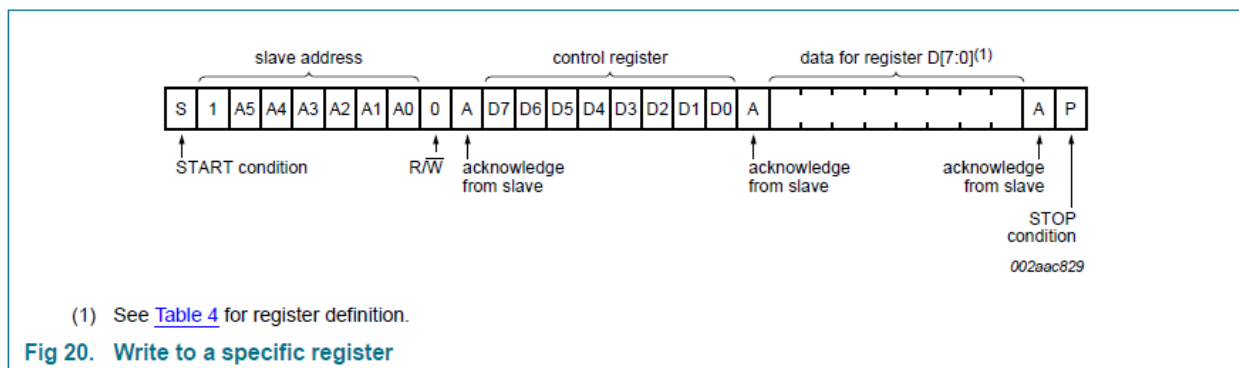 slave address control register data for register D[7:0](1)
S 1 A5 A4 A3 A2 A1 A0 0 A D7 D6 D5 D4 D3 D2 D1 D0 A A P
START condition R/W̅ acknowledge from slave acknowledge from slave acknowledge from slave
STOP condition
002aac829
(1) See Table 4 for register definition.
Fig 20. Write to a specific register